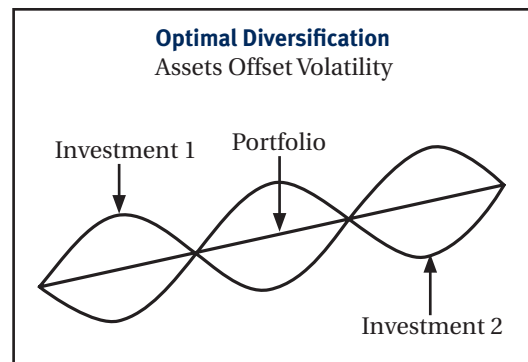 Optimal Diversification
Assets Offset Volatility
Investment 1
Portfolio
Investment 2